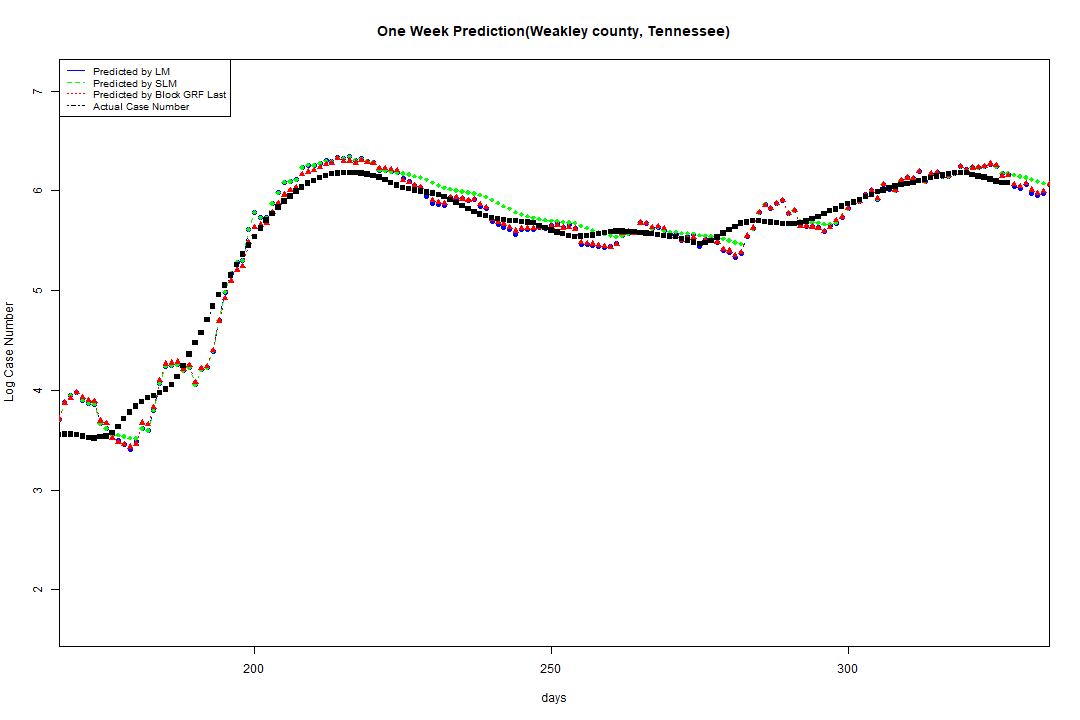 One Week Prediction(Weakley county, Tennessee)
Predicted by LM
Predicted by SLM
Predicted by Block GRF Last
Actual Case Number
7
6
5
4
3
2
Log Case Number
200
250
300
days